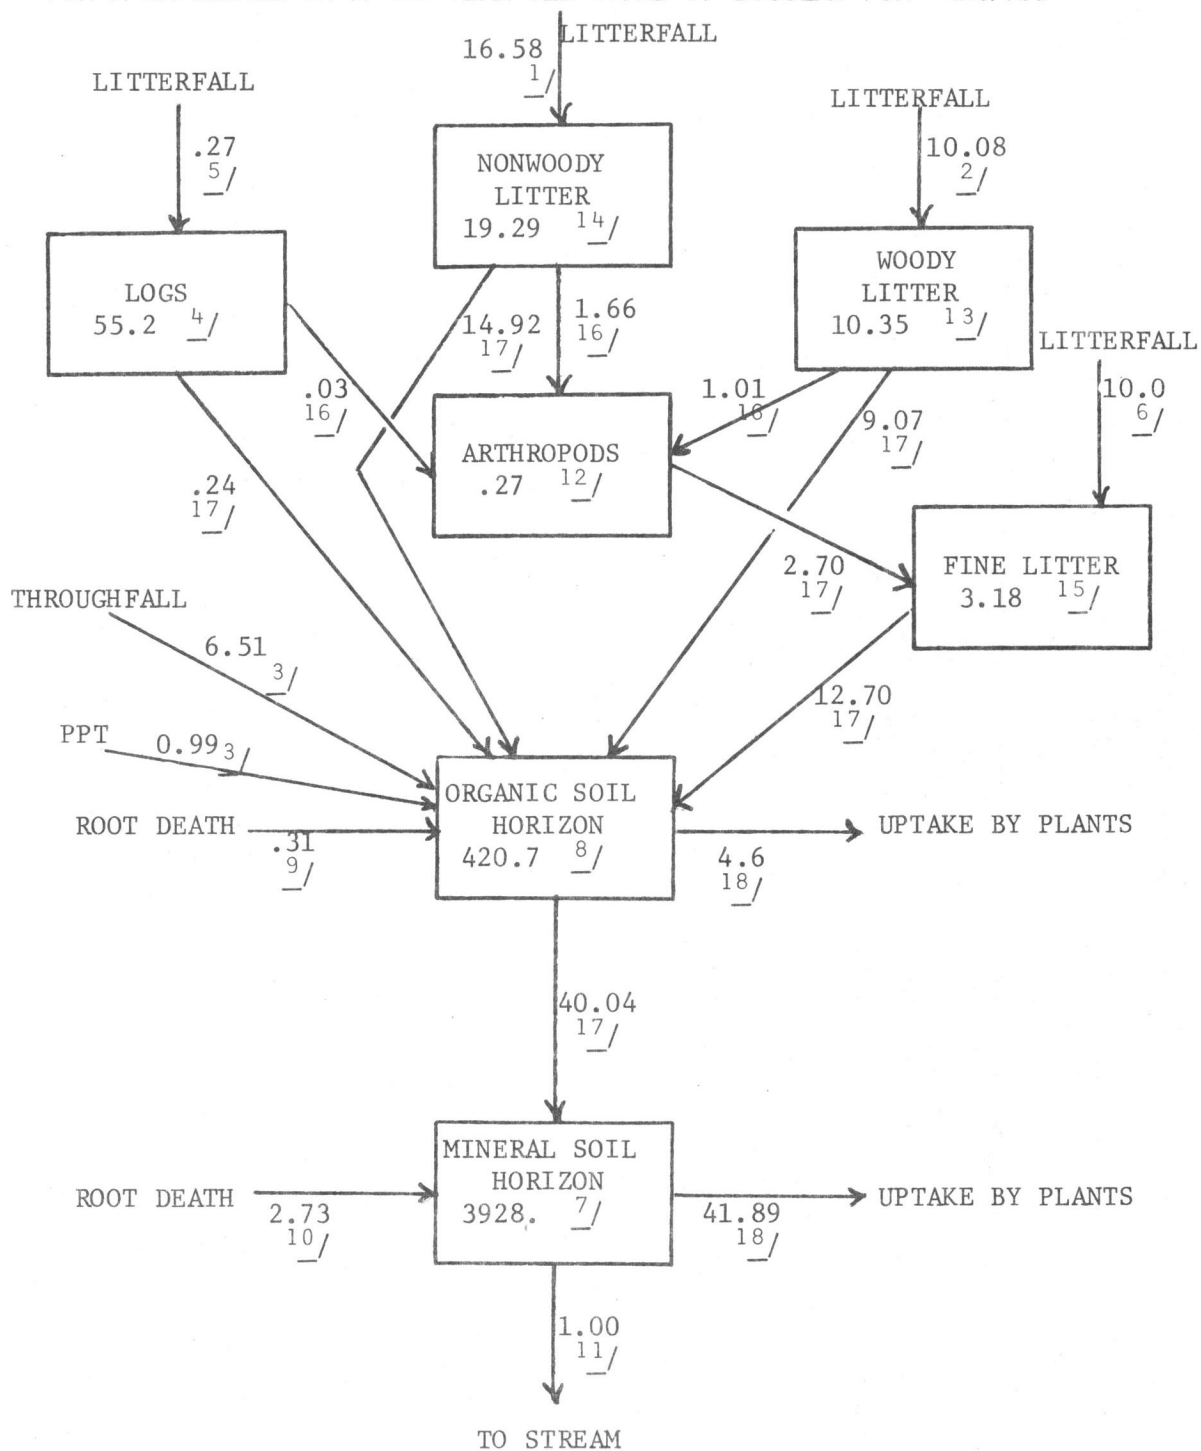 LITTERFALL
16.58
1/
LITTERFALL
.27
5/
LITTERFALL
10.08
2/
NONWOODY
LITTER
19.29 14/
LOGS
55.2 4/
WOODY
LITTER
10.35 13/
LITTERFALL
10.0
6/
14.92
17/
1.66
16/
.03
16/
1.01
16/
9.07
17/
ARTHROPODS
.27 12/
.24
17/
2.70
17/
FINE LITTER
3.18 15/
THROUGHFALL
6.51
3/
12.70
17/
PPT
0.99 3/
ORGANIC SOIL
HORIZON
420.7 8/
ROOT DEATH
.31
9/
4.6
18/
UPTAKE BY PLANTS
40.04
17/
MINERAL SOIL
HORIZON
3928. 7/
ROOT DEATH
2.73
10/
41.89
18/
UPTAKE BY PLANTS
1.00
11/
TO STREAM